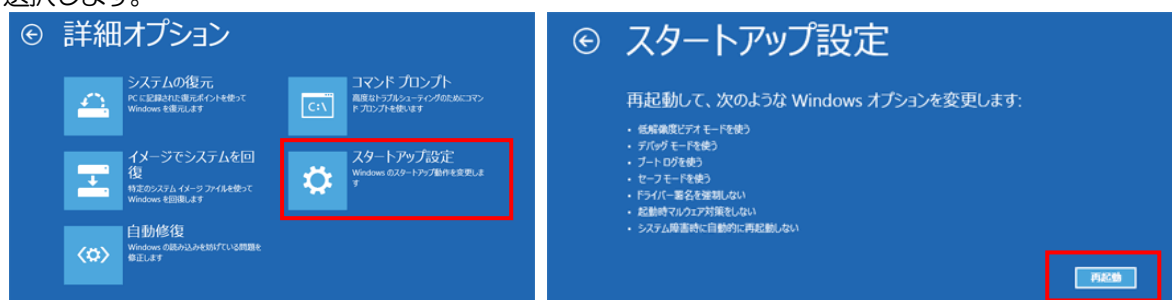 選択します。
詳細オプション
システムの復元
PC に記録された復元ポイントを使って
Windows を復元します
コマンド プロンプト
高度なトラブルシューティングのためにコマン
ド プロンプトを使います
C:\
イメージでシステムを回
復
特定のシステム イメージ ファイルを使って
Windows を回復します
スタートアップ設定
Windows のスタートアップ動作を変更しま
す
自動修復
Windows の読み込みを妨げている問題を
修正します
スタートアップ設定
再起動して、次のような Windows オプションを変更します:
• 低解像度ビデオ モードを使う
• デバッグ モードを使う
• ブート ログを使う
• セーフ モードを使う
• ドライバー署名を強制しない
• 起動時マルウェア対策をしない
• システム障害時に自動的に再起動しない
再起動